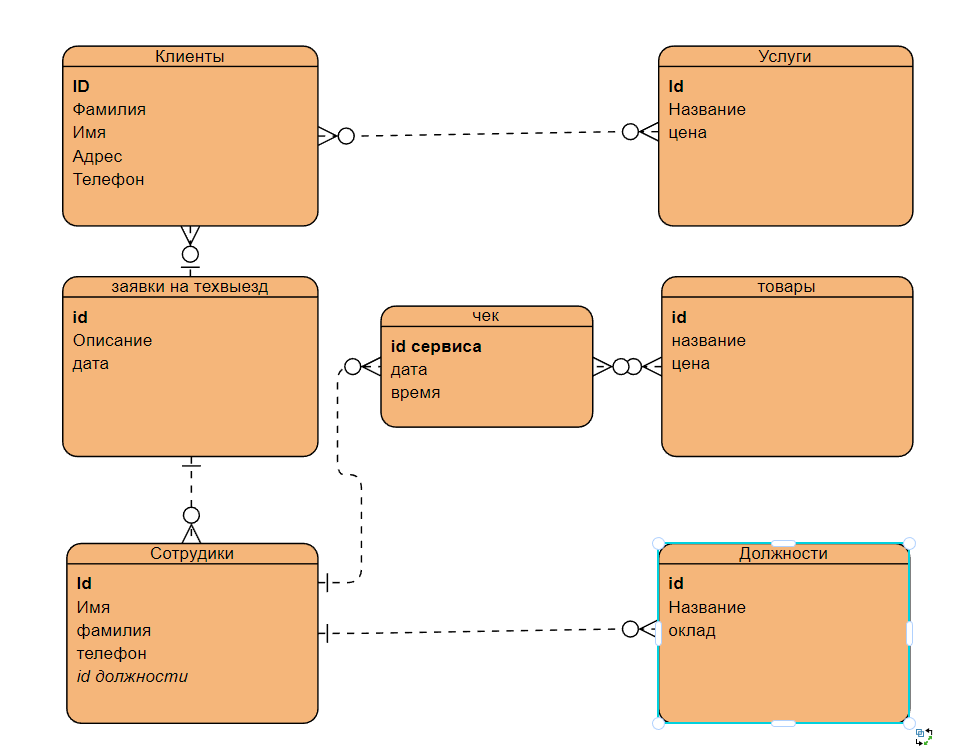 Клиенты
ID
Фамилия
Имя
Адрес
Телефон
Услуги
Id
Название
цена
заявки на техвыезд
id
Описание
дата
чек
id сервиса
дата
время
товары
id
название
цена
Сотрудики
Id
Имя
фамилия
телефон
id должности
Должности
id
Название
оклад